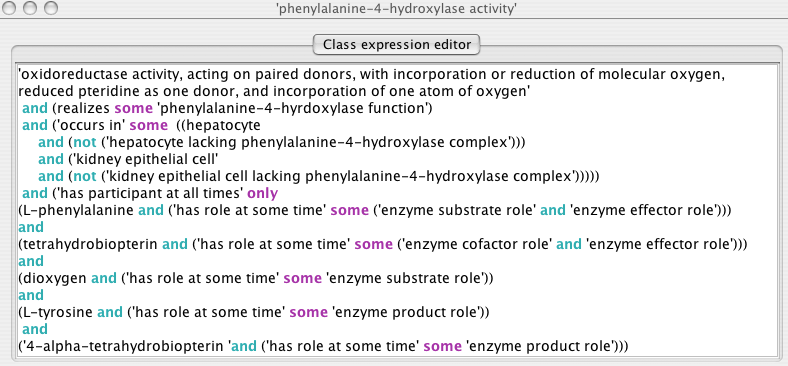 'phenylalanine-4-hydroxylase activity'
Class expression editor
'oxidoreductase activity, acting on paired donors, with incorporation or reduction of molecular oxygen,
reduced pteridine as one donor, and incorporation of one atom of oxygen'
and (realizes some 'phenylalanine-4-hyrdoxylase function')
and ('occurs in' some ((hepatocyte
and (not ('hepatocyte lacking phenylalanine-4-hydroxylase complex')))
and ('kidney epithelial cell'
and (not ('kidney epithelial cell lacking phenylalanine-4-hydroxylase complex')))))
and ('has participant at all times' only
(L-phenylalanine and ('has role at some time' some ('enzyme substrate role' and 'enzyme effector role')))
and
(tetrahydrobiopterin and ('has role at some time' some ('enzyme cofactor role' and 'enzyme effector role')))
and
(dioxygen and ('has role at some time' some 'enzyme substrate role'))
and
(L-tyrosine and ('has role at some time' some 'enzyme product role'))
and
('4-alpha-tetrahydrobiopterin 'and ('has role at some time' some 'enzyme product role')))